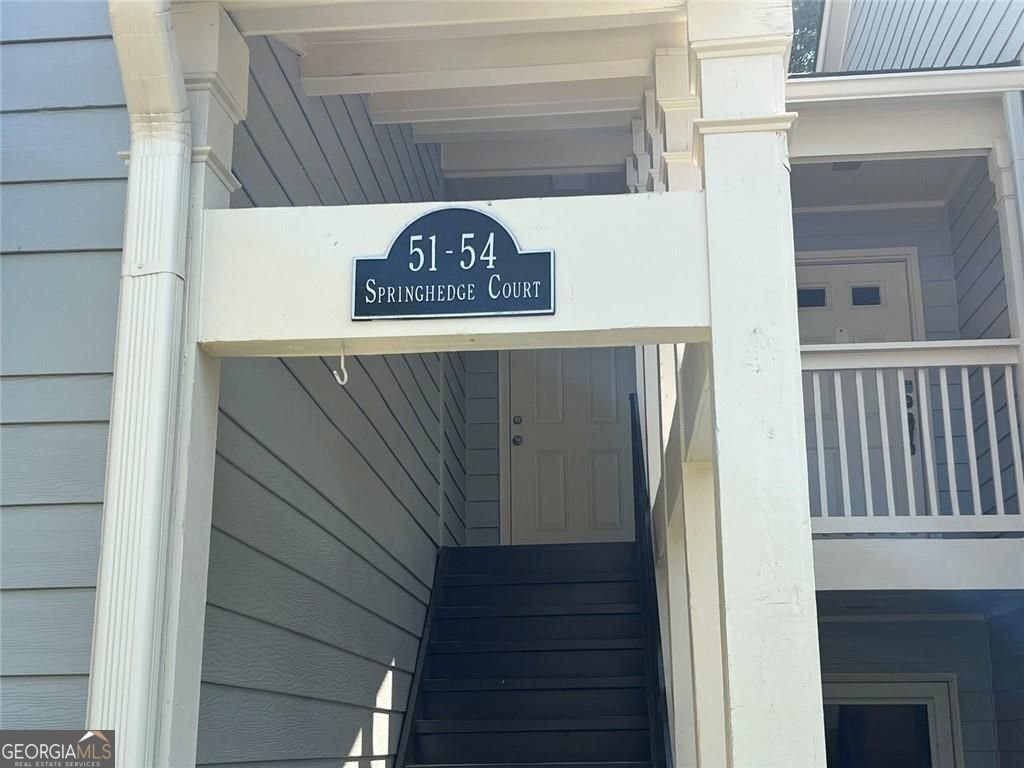 51-54
SPRINGHEDGE COURT
GEORGIAMLS
REAL ESTATE SERVICES